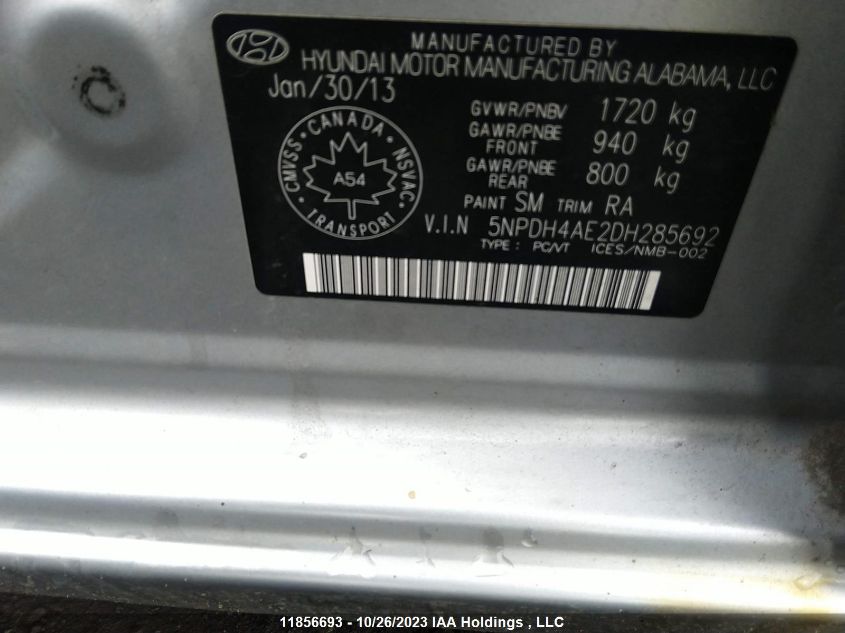 MANUFACTURED BY
HYUNDAI MOTOR MANUFACTURING ALABAMA, LLC
Jan/30/13
GVWR/PNBV 1720 kg
GAWR/PNBE FRONT 940 kg
GAWR/PNBE REAR 800 kg
PAINT SM TRIM RA
V.I.N 5NPDH4AE2DH285692
TYPE : PC/VT ICES/NMB-002
CANADA
CMVSS • NSVAC
A54
TRANSPORT
11856693 - 10/26/2023 IAA Holdings , LLC